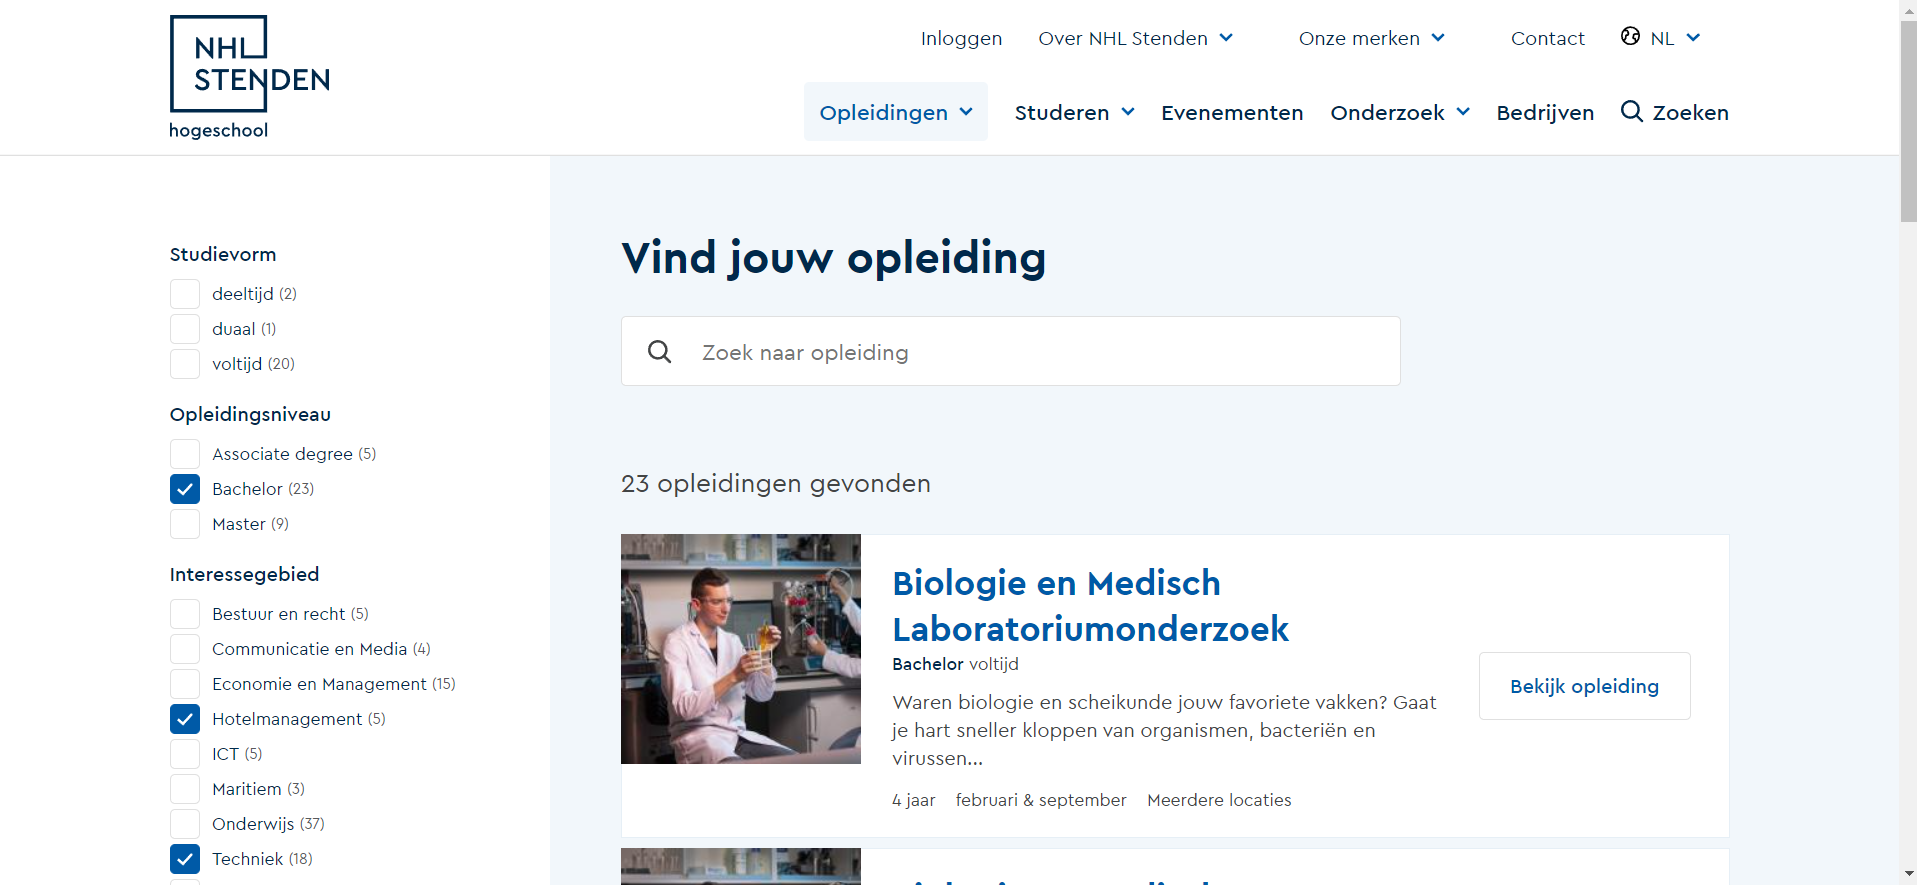 NHL
STENDEN
hogeschool
Inloggen Over NHL Stenden Onze merken Contact NL
Opleidingen Studeren Evenementen Onderzoek Bedrijven Zoeken
Studievorm
deeltijd (2)
duaal (1)
voltijd (20)
Opleidingsniveau
Associate degree (5)
Bachelor (23)
Master (9)
Interessegebied
Bestuur en recht (5)
Communicatie en Media (4)
Economie en Management (15)
Hotelmanagement (5)
ICT (5)
Maritiem (3)
Onderwijs (37)
Techniek (18)
Vind jouw opleiding
Zoek naar opleiding
23 opleidingen gevonden
Biologie en Medisch
Laboratoriumonderzoek
Bachelor voltijd
Waren biologie en scheikunde jouw favoriete vakken? Gaat
je hart sneller kloppen van organismen, bacteriën en
virussen...
4 jaar februari & september Meerdere locaties
Bekijk opleiding